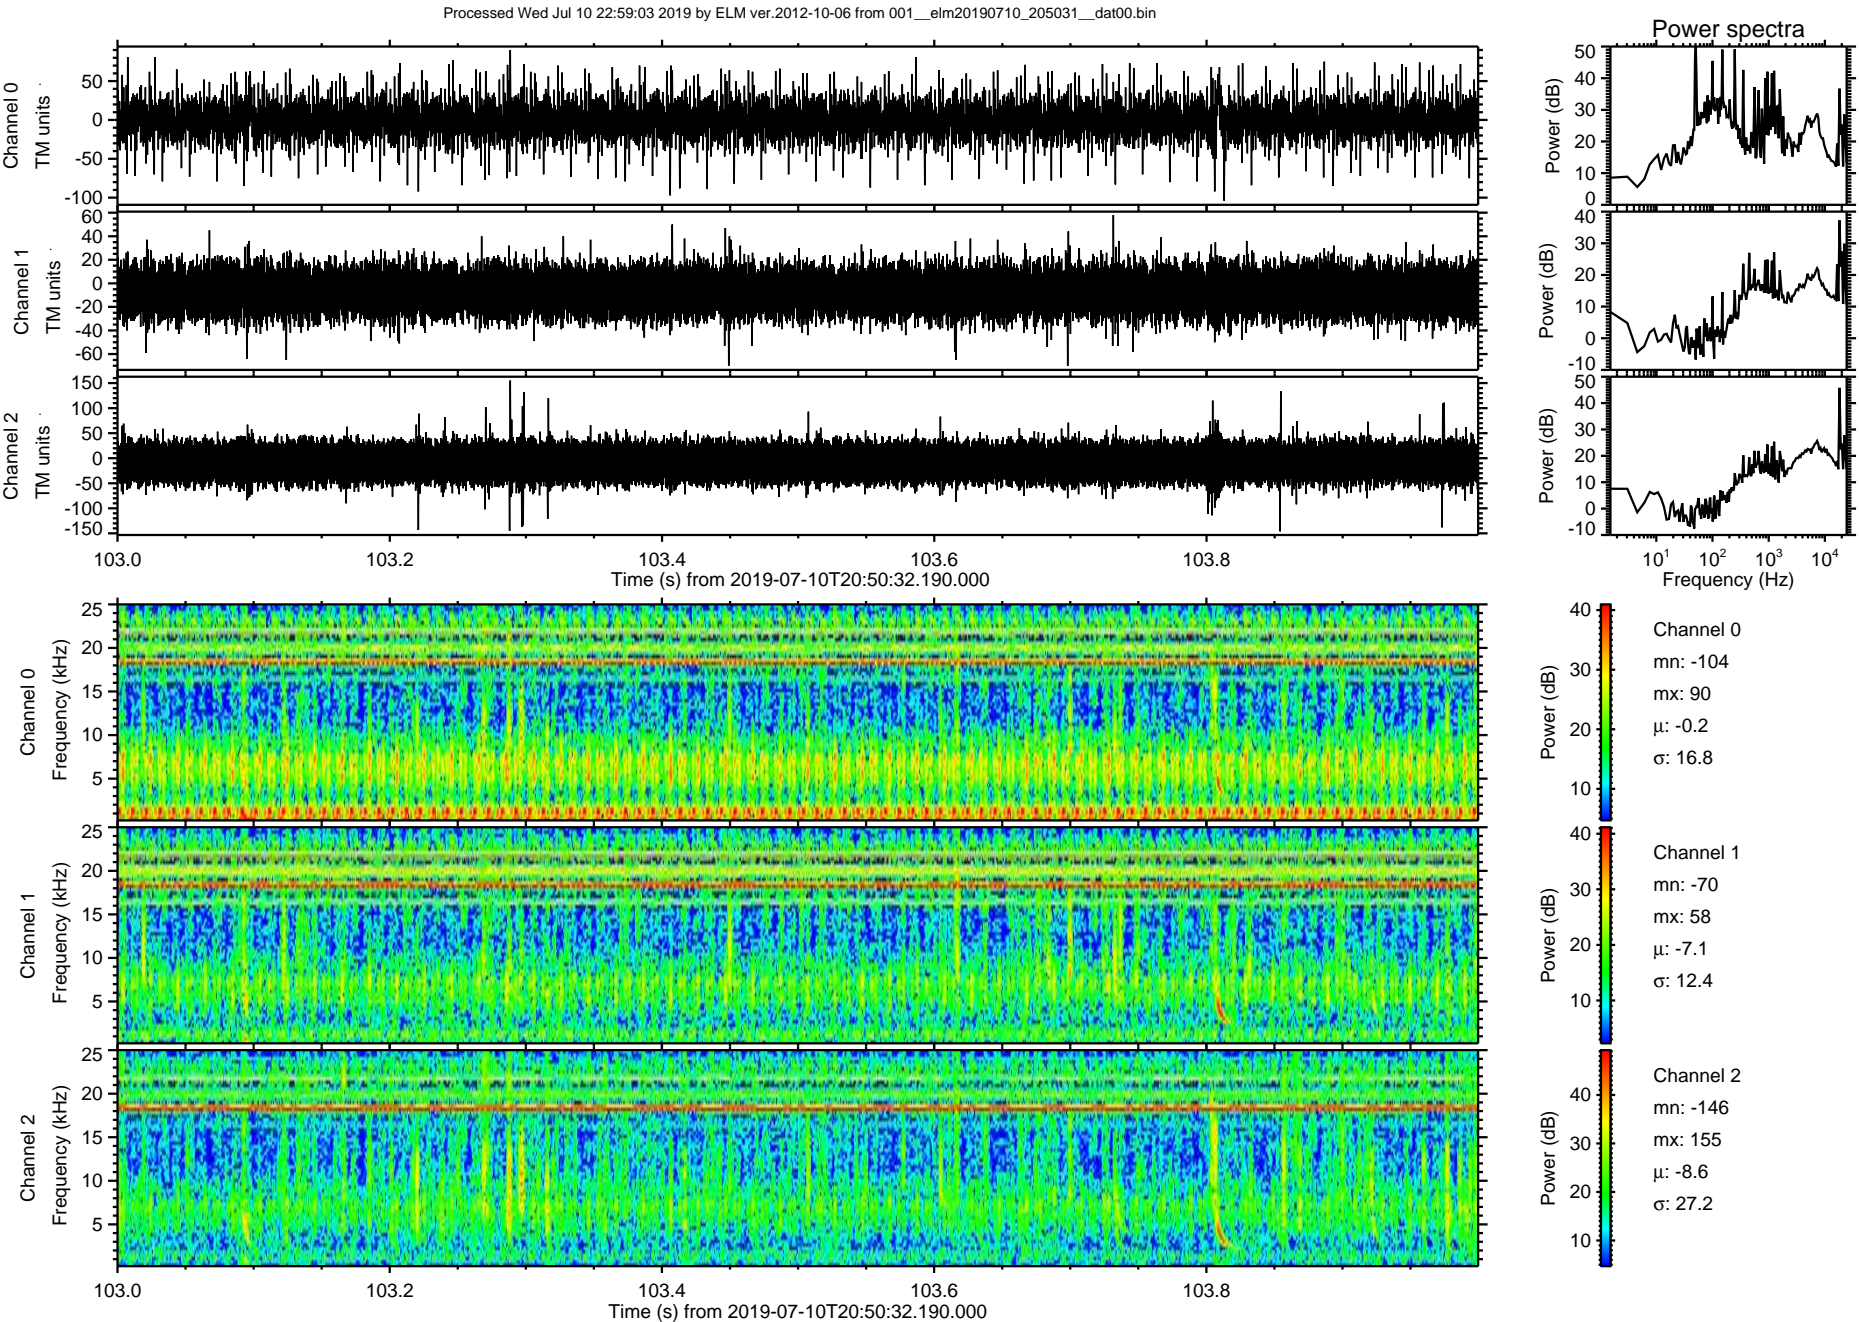 Processed Wed Jul 10 22:59:03 2019 by ELM ver.2012-10-06 from 001__elm20190710_205031__dat00.bin
Power spectra
Channel 0
TM units
50
0
-50
-100
Power (dB)
50
40
30
20
10
0
Channel 1
TM units
60
40
20
0
-20
-40
-60
Power (dB)
40
30
20
10
0
-10
Channel 2
TM units
150
100
50
0
-50
-100
-150
Power (dB)
50
40
30
20
10
0
-10
103.0 103.2 103.4 103.6 103.8
Time (s) from 2019-07-10T20:50:32.190.000
10¹ 10² 10³ 10⁴
Frequency (Hz)
Channel 0
Frequency (kHz)
25
20
15
10
5
Power (dB)
40
30
20
10
Channel 0
mn: -104
mx: 90
µ: -0.2
σ: 16.8
Channel 1
Frequency (kHz)
25
20
15
10
5
Power (dB)
40
30
20
10
Channel 1
mn: -70
mx: 58
µ: -7.1
σ: 12.4
Channel 2
Frequency (kHz)
25
20
15
10
5
Power (dB)
40
30
20
10
Channel 2
mn: -146
mx: 155
µ: -8.6
σ: 27.2
103.0 103.2 103.4 103.6 103.8
Time (s) from 2019-07-10T20:50:32.190.000